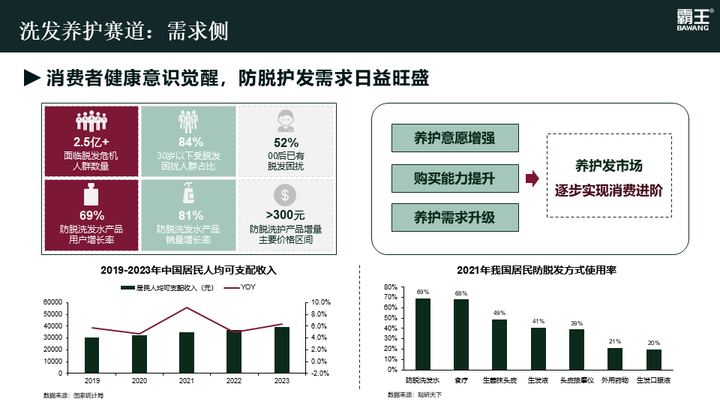 洗发养护赛道：需求侧
霸王
BAWANG
消费者健康意识觉醒，防脱护发需求日益旺盛
2.5亿+
面临脱发危机
人群数量
84%
30岁以下受脱发
困扰人群占比
52%
00后已有
脱发困扰
69%
防脱洗发水产品
用户增长率
81%
防脱洗发水产品
销量增长率
>300元
防脱洗护产品增量
主要价格区间
养护意愿增强
购买能力提升
养护需求升级
养护发市场
逐步实现消费进阶
2019-2023年中国居民人均可支配收入
居民人均可支配收入（元） YOY
60000
50000
40000
30000
20000
10000
0
10.0%
8.0%
6.0%
4.0%
2.0%
0.0%
-2.0%
2019 2020 2021 2022 2023
数据来源：国家统计局
2021年我国居民防脱发方式使用率
80%
70%
60%
50%
40%
30%
20%
10%
0%
69% 68% 49% 41% 39% 21% 20%
防脱洗发水 食疗 生姜抹头皮 生发液 头皮按摩仪 外用药物 生发口服液
数据来源：观研天下